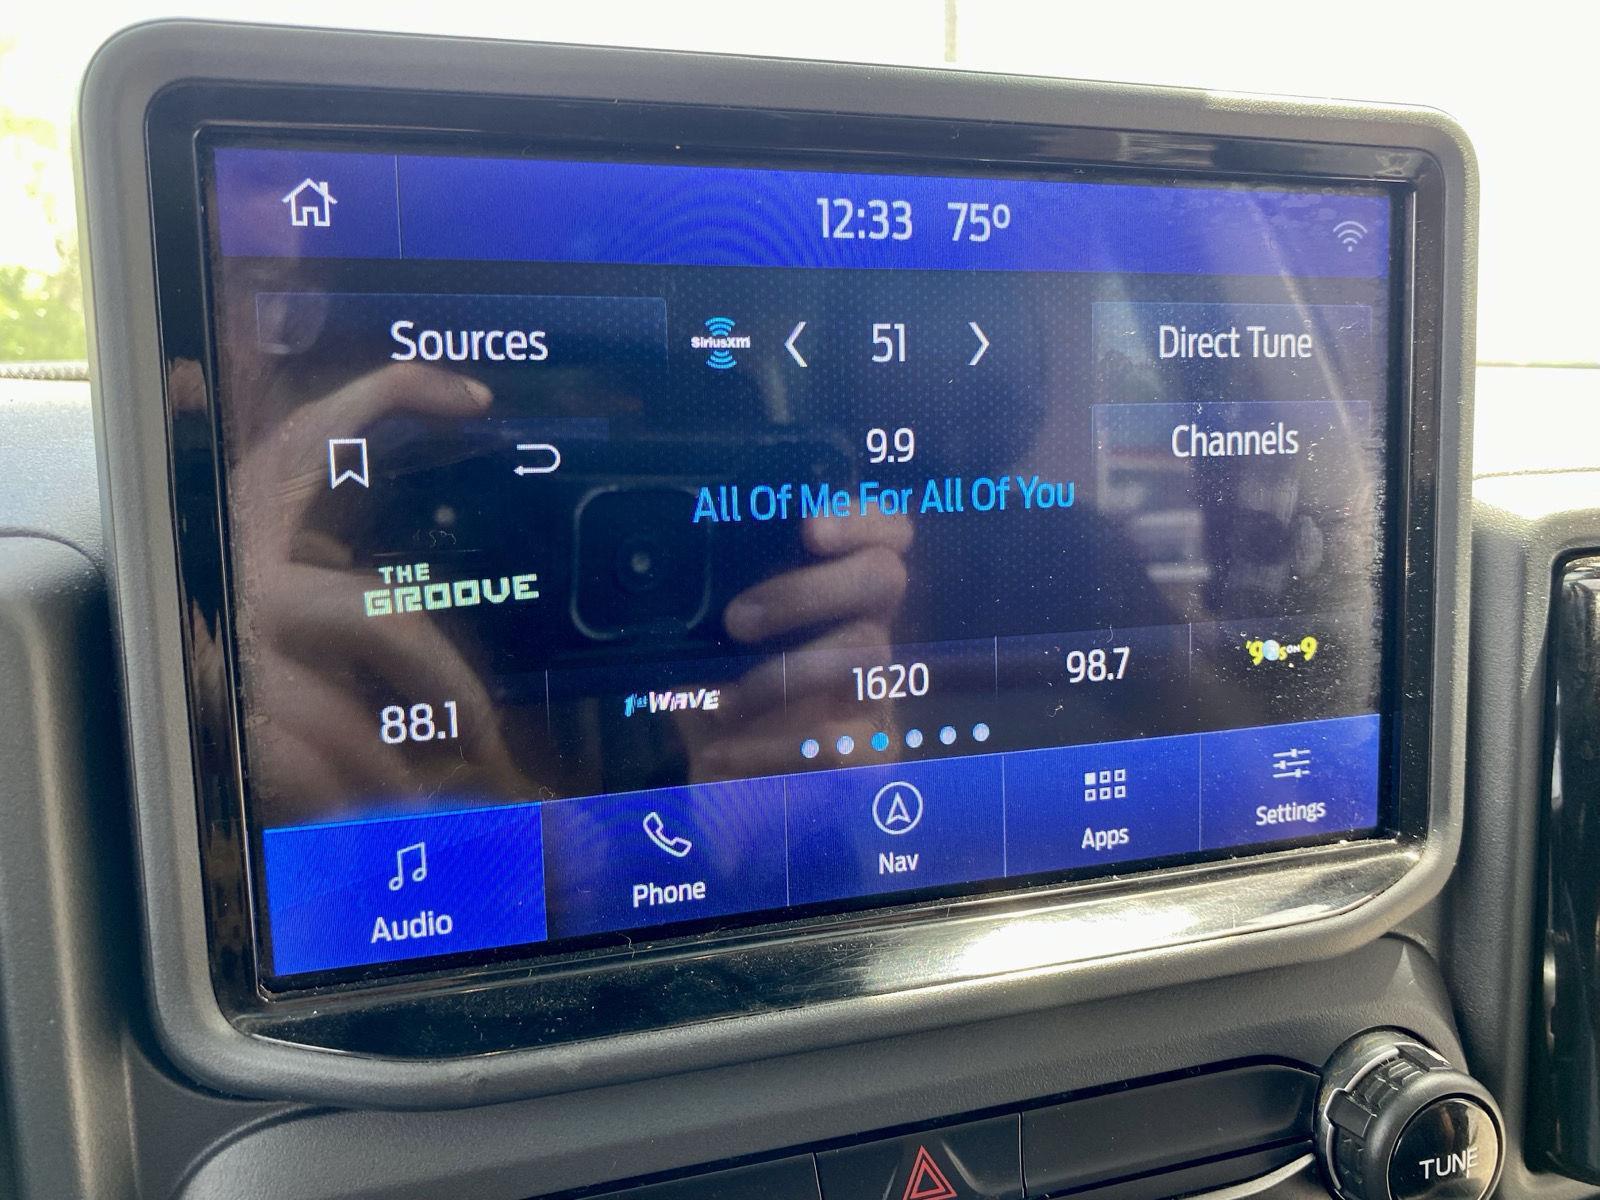 12:33 75°
Sources
SiriusXM
51
Direct Tune
9.9
Channels
All Of Me For All Of You
THE
GROOVE
88.1
1st WAVE
1620
98.7
'90s ON 9
Audio
Phone
Nav
Apps
Settings
TUNE